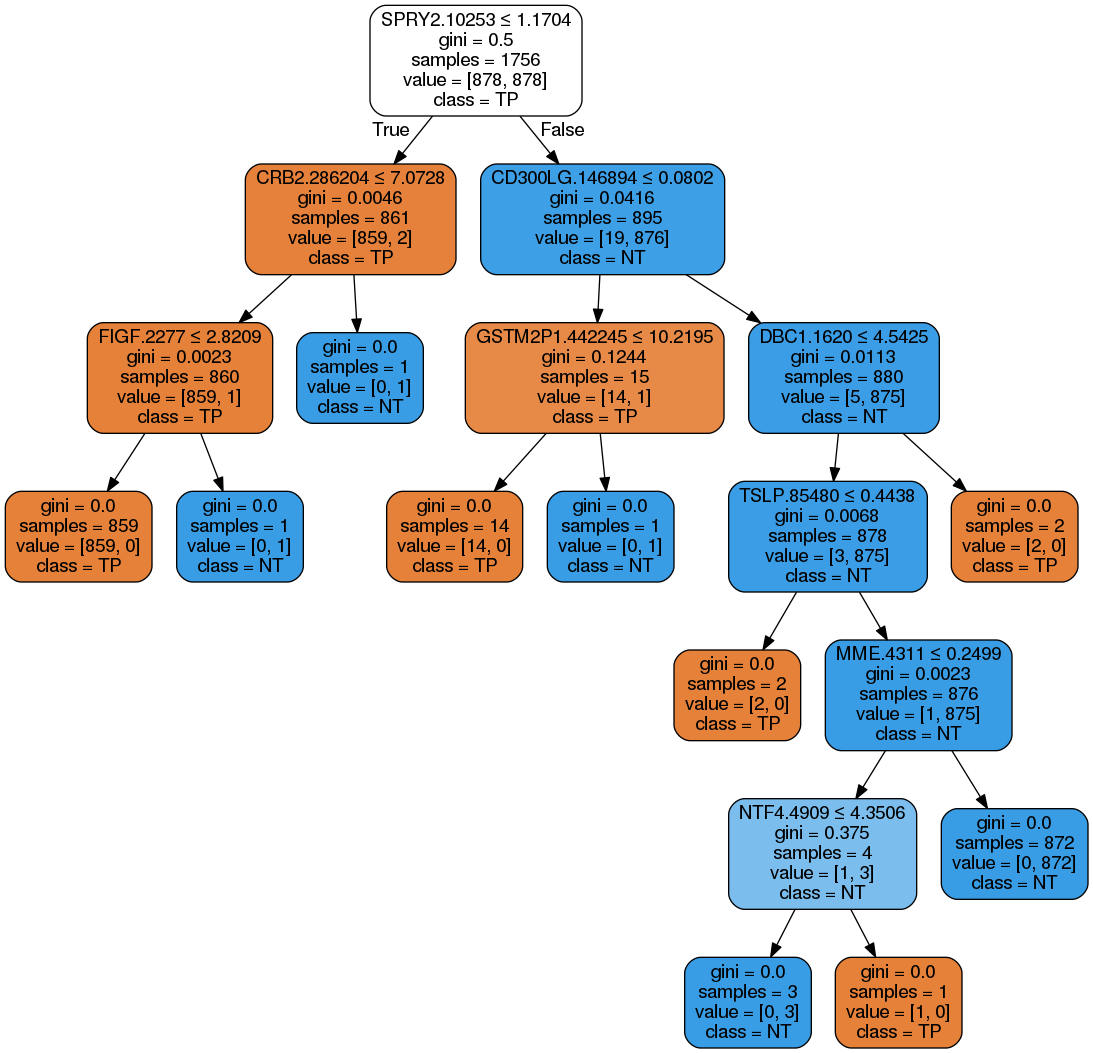 SPRY2.10253 ≤ 1.1704
gini = 0.5
samples = 1756
value = [878, 878]
class = TP
True
False
CRB2.286204 ≤ 7.0728
gini = 0.0046
samples = 861
value = [859, 2]
class = TP
CD300LG.146894 ≤ 0.0802
gini = 0.0416
samples = 895
value = [19, 876]
class = NT
FIGF.2277 ≤ 2.8209
gini = 0.0023
samples = 860
value = [859, 1]
class = TP
gini = 0.0
samples = 1
value = [0, 1]
class = NT
GSTM2P1.442245 ≤ 10.2195
gini = 0.1244
samples = 15
value = [14, 1]
class = TP
DBC1.1620 ≤ 4.5425
gini = 0.0113
samples = 880
value = [5, 875]
class = NT
gini = 0.0
samples = 859
value = [859, 0]
class = TP
gini = 0.0
samples = 1
value = [0, 1]
class = NT
gini = 0.0
samples = 14
value = [14, 0]
class = TP
gini = 0.0
samples = 1
value = [0, 1]
class = NT
TSLP.85480 ≤ 0.4438
gini = 0.0068
samples = 878
value = [3, 875]
class = NT
gini = 0.0
samples = 2
value = [2, 0]
class = TP
gini = 0.0
samples = 2
value = [2, 0]
class = TP
MME.4311 ≤ 0.2499
gini = 0.0023
samples = 876
value = [1, 875]
class = NT
NTF4.4909 ≤ 4.3506
gini = 0.375
samples = 4
value = [1, 3]
class = NT
gini = 0.0
samples = 872
value = [0, 872]
class = NT
gini = 0.0
samples = 3
value = [0, 3]
class = NT
gini = 0.0
samples = 1
value = [1, 0]
class = TP